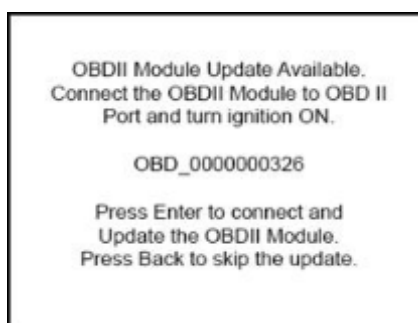 OBDII Module Update Available.
Connect the OBDII Module to OBD II
Port and turn ignition ON.
OBD_0000000326
Press Enter to connect and
Update the OBDII Module.
Press Back to skip the update.